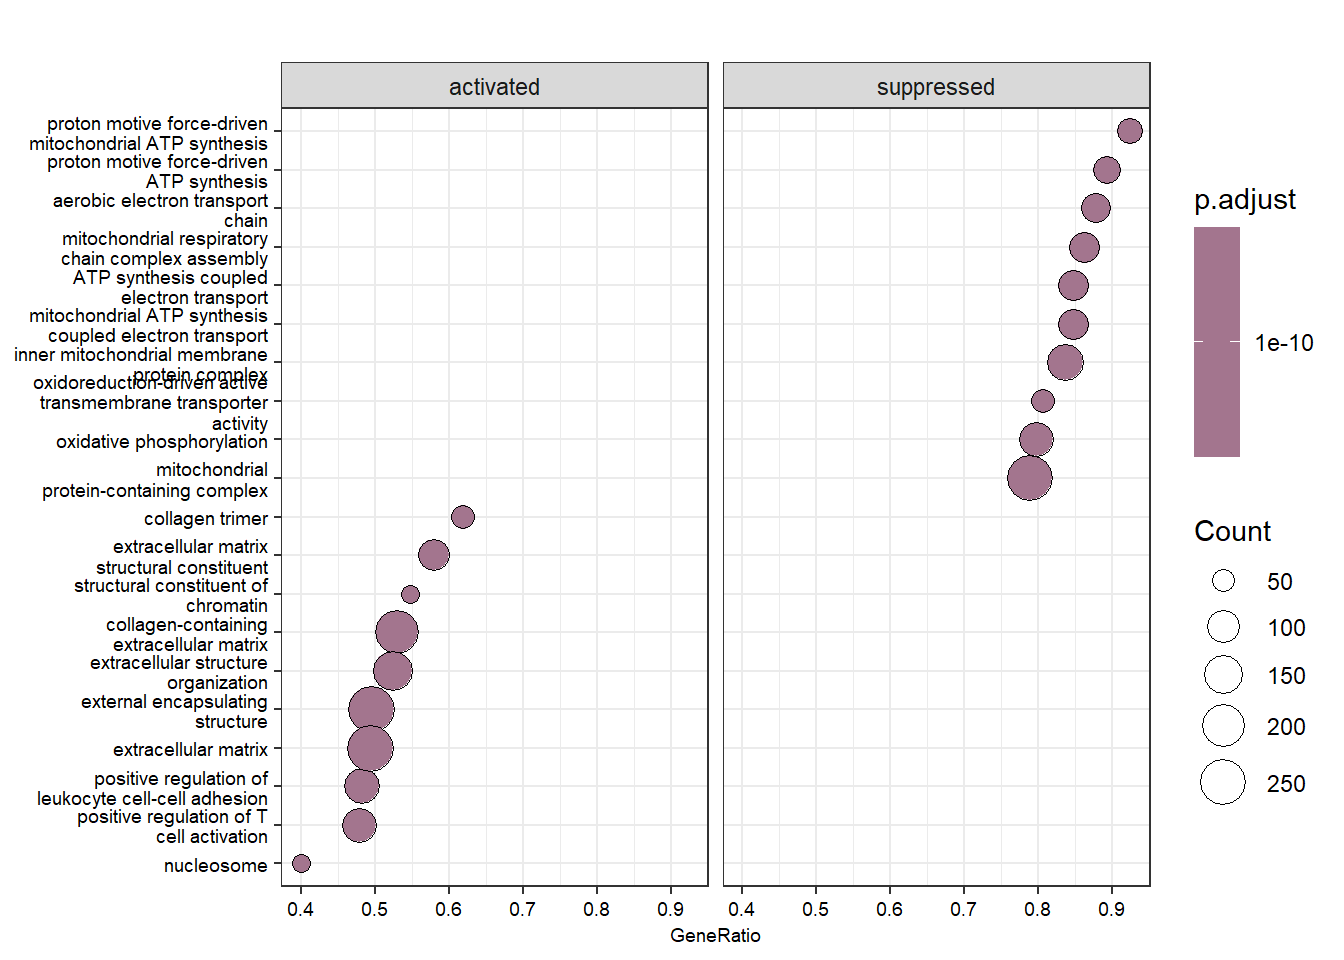 activated
suppressed
proton motive force-driven
mitochondrial ATP synthesis
proton motive force-driven
ATP synthesis
aerobic electron transport
chain
mitochondrial respiratory
chain complex assembly
ATP synthesis coupled
electron transport
mitochondrial ATP synthesis
coupled electron transport
inner mitochondrial membrane
protein complex
oxidoreduction-driven active
transmembrane transporter
activity
oxidative phosphorylation
mitochondrial
protein-containing complex
collagen trimer
extracellular matrix
structural constituent
structural constituent of
chromatin
collagen-containing
extracellular matrix
extracellular structure
organization
external encapsulating
structure
extracellular matrix
positive regulation of
leukocyte cell-cell adhesion
positive regulation of T
cell activation
nucleosome
0.4 0.5 0.6 0.7 0.8 0.9
0.4 0.5 0.6 0.7 0.8 0.9
GeneRatio
p.adjust
1e-10
Count
50
100
150
200
250